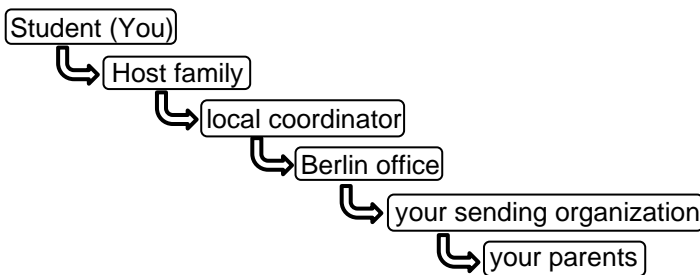 Student (You)
Host family
local coordinator
Berlin office
your sending organization
your parents